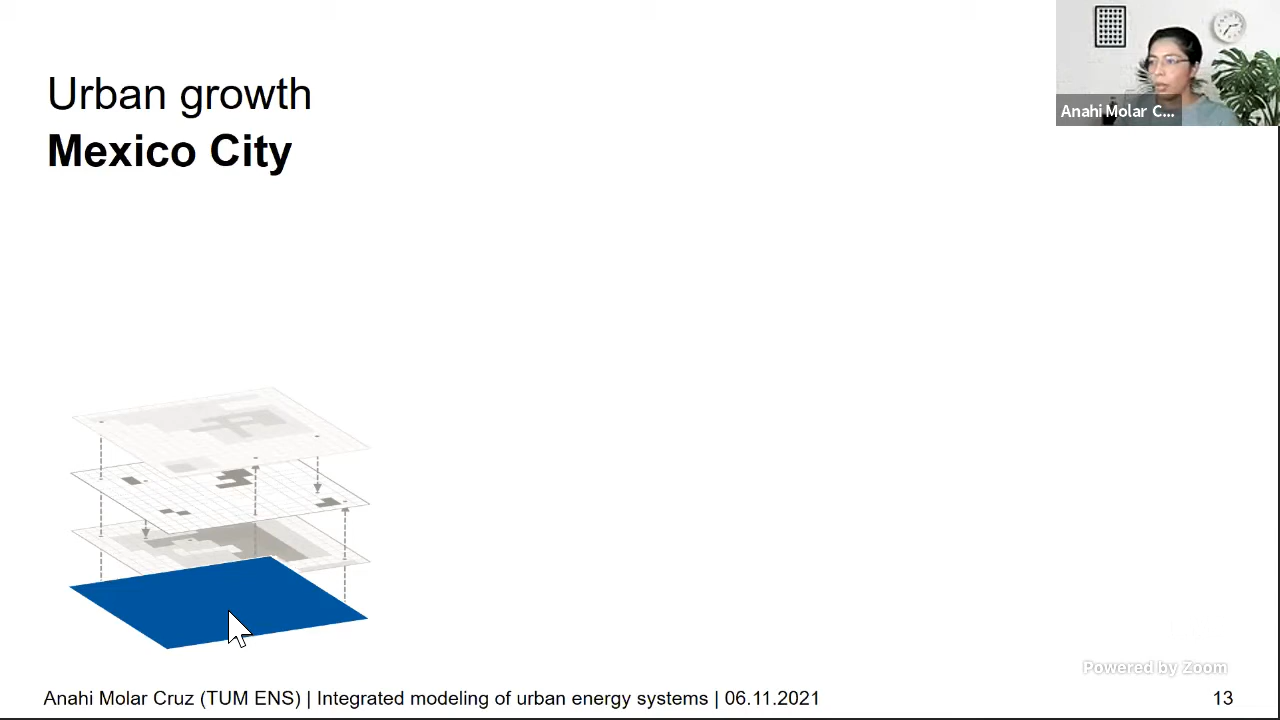 Urban growth
Mexico City
Anahi Molar C...
Powered by Zoom
Anahi Molar Cruz (TUM ENS) | Integrated modeling of urban energy systems | 06.11.2021
13